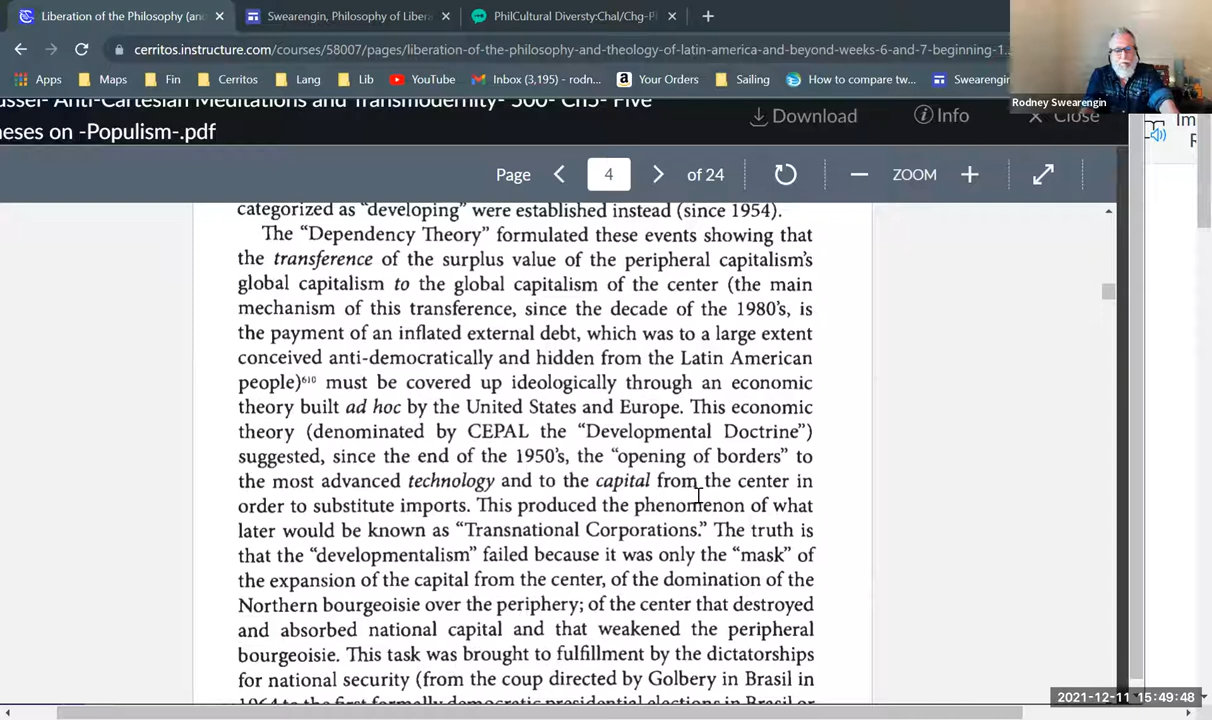 Liberation of the Philosophy (an
Swearengin, Philosophy of Libera
PhilCultural Diversty:Chal/Chg-P
cerritos.instructure.com/courses/58007/pages/liberation-of-the-philosophy-and-theology-of-latin-america-and-beyond-weeks-6-and-7-beginning-1...
Apps Maps Fin Cerritos Lang Lib YouTube Inbox (3,195) - rodn... Your Orders Sailing How to compare tw... Swearengin
Rodney Swearengin
ussel- Anti-Cartesian Meditations and Transmodernity- 300- Ch5- Five
heses on -Populism-.pdf
Download Info Close
Im
R
Page 4 of 24 ZOOM
categorized as “developing” were established instead (since 1954).
The “Dependency Theory” formulated these events showing that
the transference of the surplus value of the peripheral capitalism’s
global capitalism to the global capitalism of the center (the main
mechanism of this transference, since the decade of the 1980’s, is
the payment of an inflated external debt, which was to a large extent
conceived anti-democratically and hidden from the Latin American
people)⁶¹⁰ must be covered up ideologically through an economic
theory built ad hoc by the United States and Europe. This economic
theory (denominated by CEPAL the “Developmental Doctrine”)
suggested, since the end of the 1950’s, the “opening of borders” to
the most advanced technology and to the capital from the center in
order to substitute imports. This produced the phenomenon of what
later would be known as “Transnational Corporations.” The truth is
that the “developmentalism” failed because it was only the “mask” of
the expansion of the capital from the center, of the domination of the
Northern bourgeoisie over the periphery; of the center that destroyed
and absorbed national capital and that weakened the peripheral
bourgeoisie. This task was brought to fulfillment by the dictatorships
for national security (from the coup directed by Golbery in Brasil in
1964 to the first formally democratic presidential elections in Brasil or
2021-12-11 15:49:48